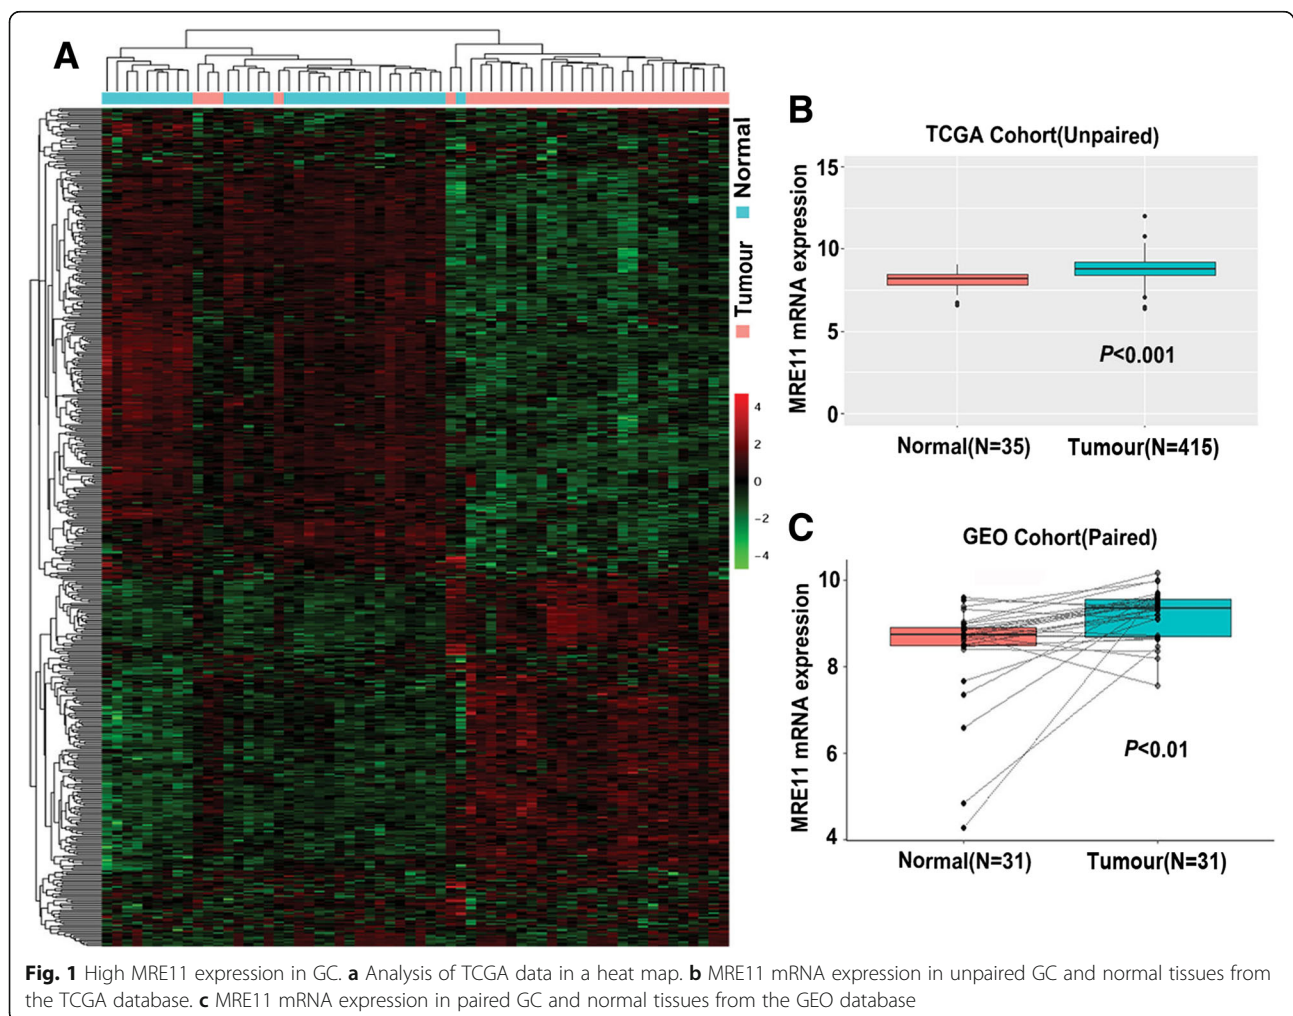 A
Normal
Tumour
4
2
0
-2
-4
B
TCGA Cohort(Unpaired)
MRE11 mRNA expression
15
10
5
0
P<0.001
Normal(N=35) Tumour(N=415)
C
GEO Cohort(Paired)
MRE11 mRNA expression
10
8
6
4
P<0.01
Normal(N=31) Tumour(N=31)
Fig. 1 High MRE11 expression in GC. a Analysis of TCGA data in a heat map. b MRE11 mRNA expression in unpaired GC and normal tissues from
the TCGA database. c MRE11 mRNA expression in paired GC and normal tissues from the GEO database